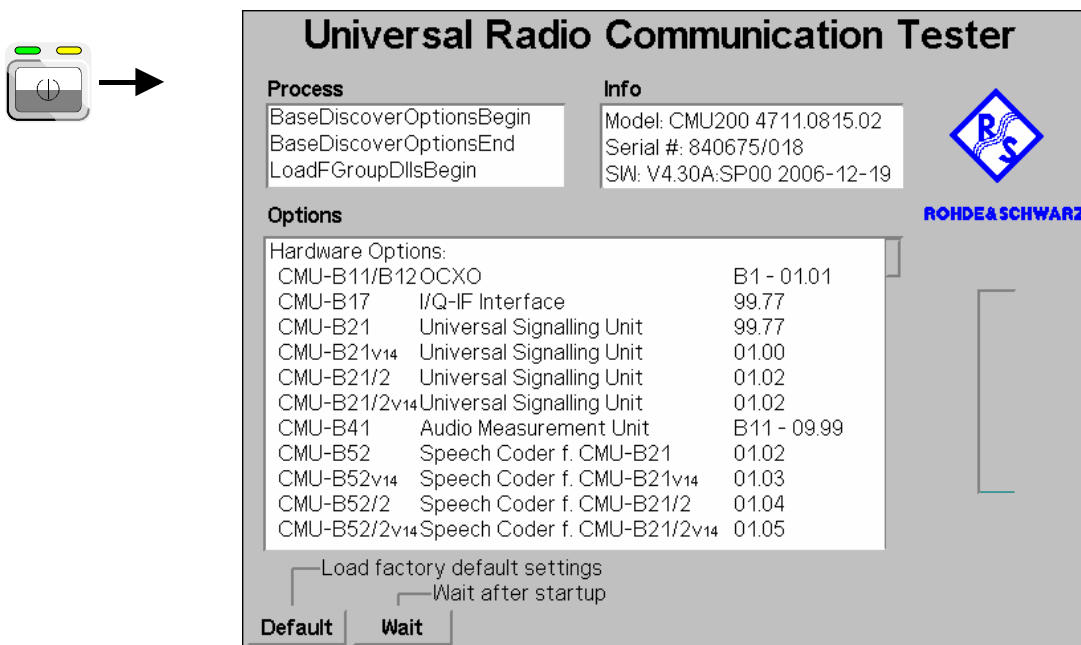 Universal Radio Communication Tester
Process
BaseDiscoverOptionsBegin
BaseDiscoverOptionsEnd
LoadFGroupDllsBegin
Info
Model: CMU200 4711.0815.02
Serial #: 840675/018
SW: V4.30A:SP00 2006-12-19
R&S
ROHDE&SCHWARZ
Options
Hardware Options:
CMU-B11/B12 OCXO B1 - 01.01
CMU-B17 I/Q-IF Interface 99.77
CMU-B21 Universal Signalling Unit 99.77
CMU-B21v14 Universal Signalling Unit 01.00
CMU-B21/2 Universal Signalling Unit 01.02
CMU-B21/2v14 Universal Signalling Unit 01.02
CMU-B41 Audio Measurement Unit B11 - 09.99
CMU-B52 Speech Coder f. CMU-B21 01.02
CMU-B52v14 Speech Coder f. CMU-B21v14 01.03
CMU-B52/2 Speech Coder f. CMU-B21/2 01.04
CMU-B52/2v14 Speech Coder f. CMU-B21/2v14 01.05
Load factory default settings
Wait after startup
Default Wait